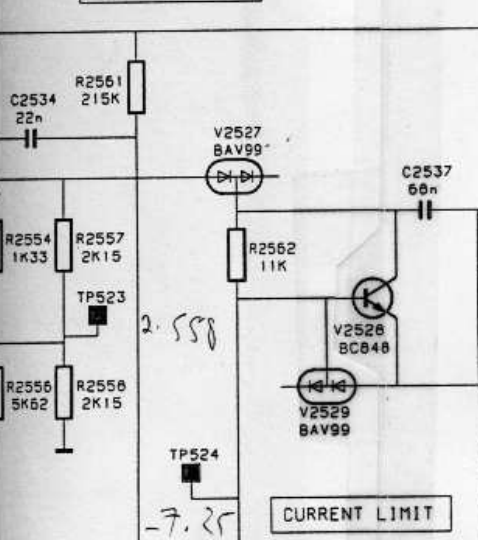 R2561
215K
C2534
22n
V2527
BAV99
C2537
68n
R2554
1K33
R2557
2K15
R2562
11K
TP523
2.558
V2528
BC848
R2556
5K62
R2558
2K15
V2529
BAV99
TP524
-7.25
CURRENT LIMIT